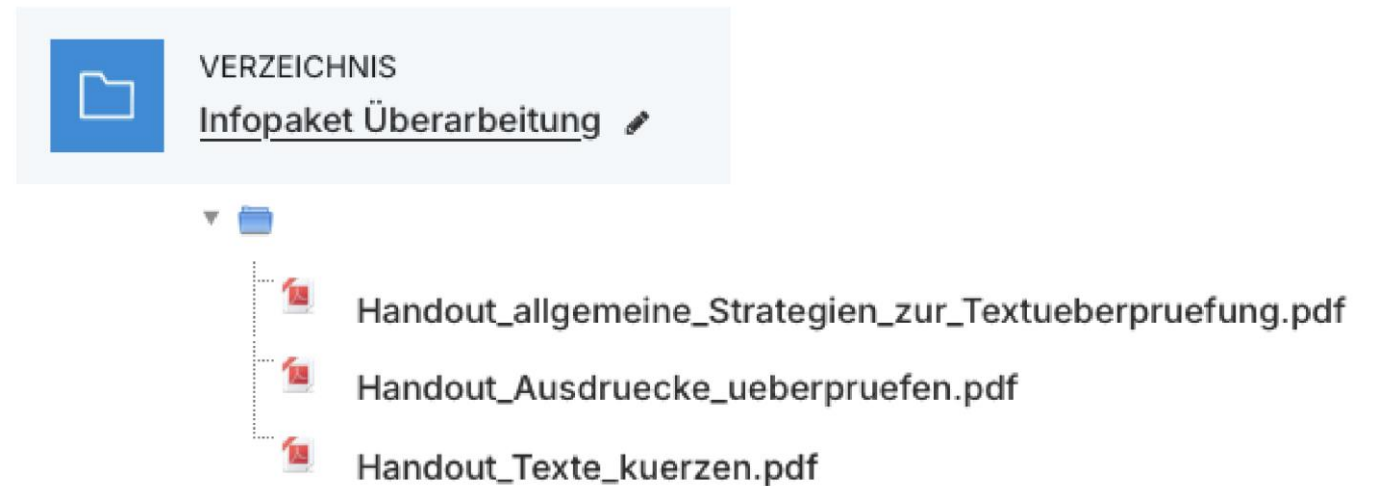 VERZEICHNIS
Infopaket Überarbeitung
Handout_allgemeine_Strategien_zur_Textueberpruefung.pdf
Handout_Ausdruecke_ueberpruefen.pdf
Handout_Texte_kuerzen.pdf